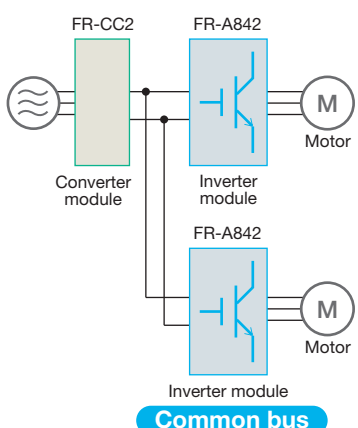 FR-CC2
FR-A842
M
Motor
Converter
module
Inverter
module
FR-A842
M
Motor
Inverter module
Common bus